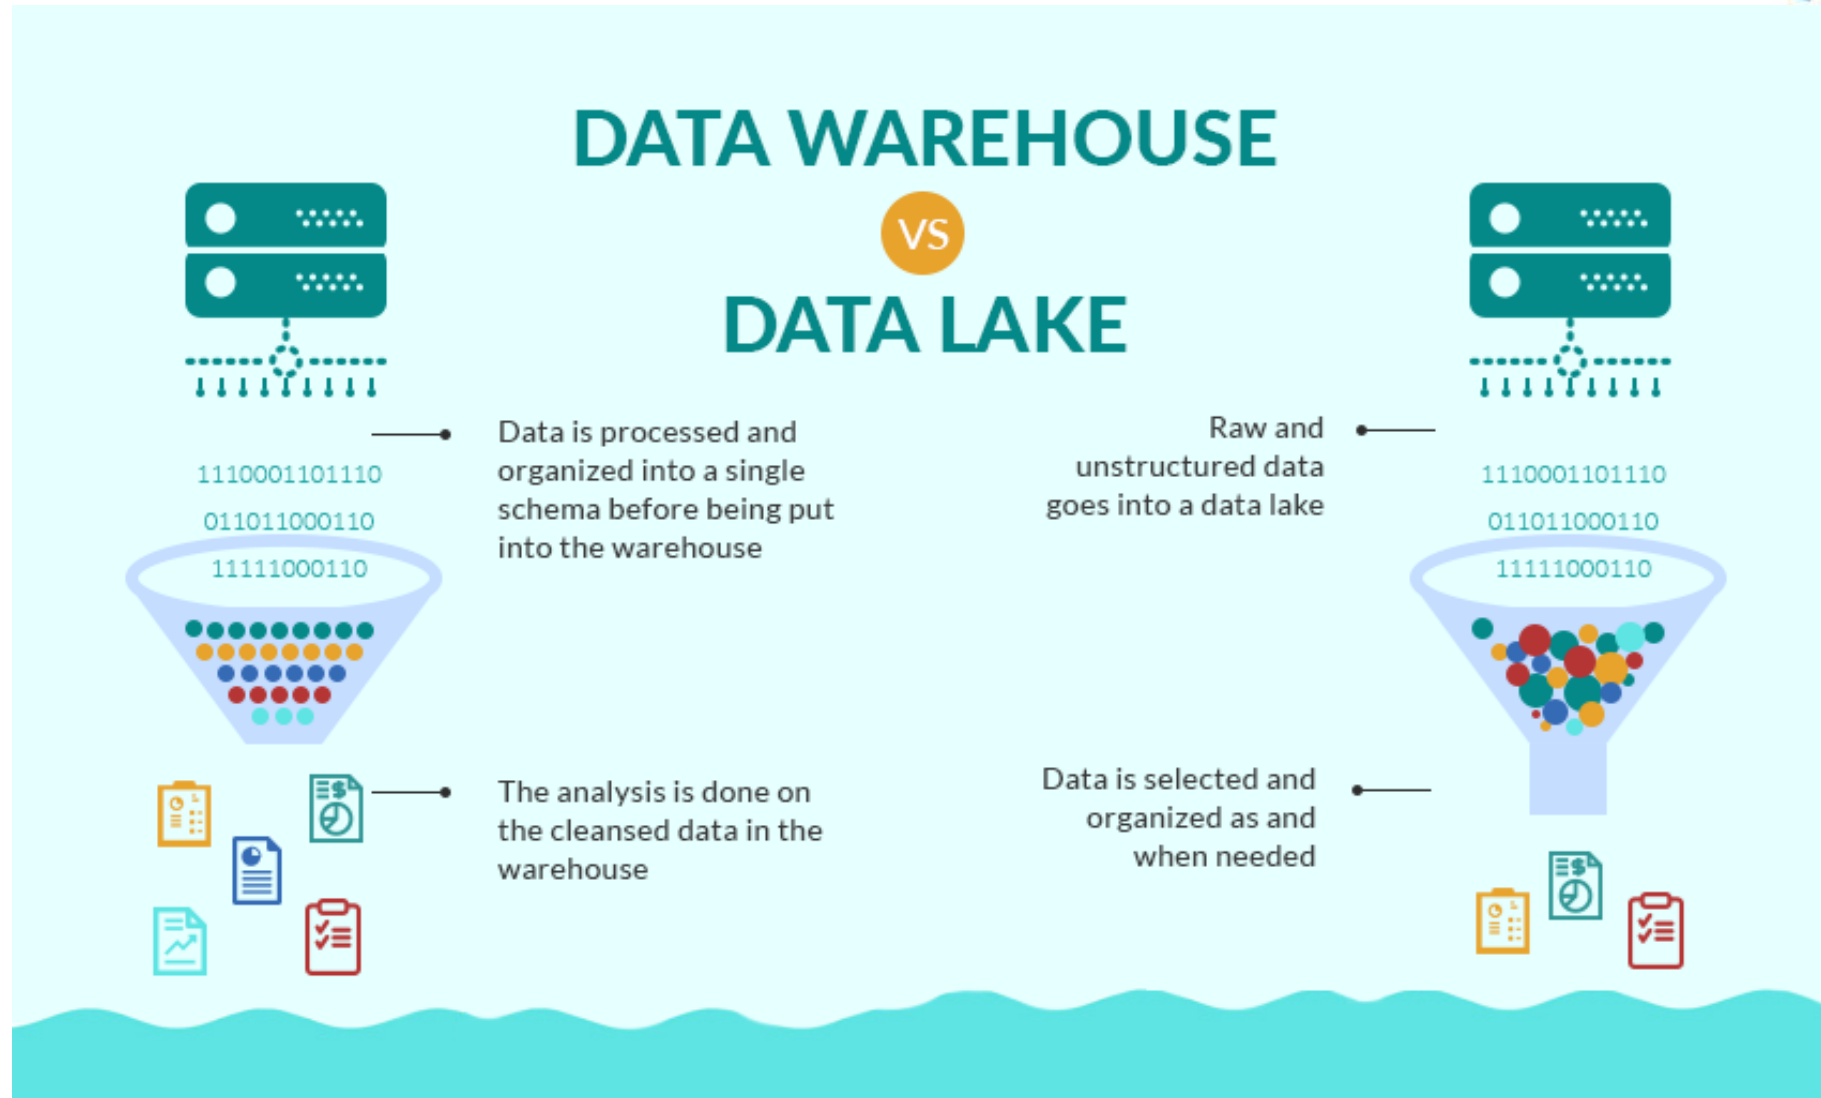 DATA WAREHOUSE
VS
DATA LAKE
Data is processed and
organized into a single
schema before being put
into the warehouse
1110001101110
011011000110
11111000110
The analysis is done on
the cleansed data in the
warehouse
Raw and
unstructured data
goes into a data lake
1110001101110
011011000110
11111000110
Data is selected and
organized as and
when needed
$
$